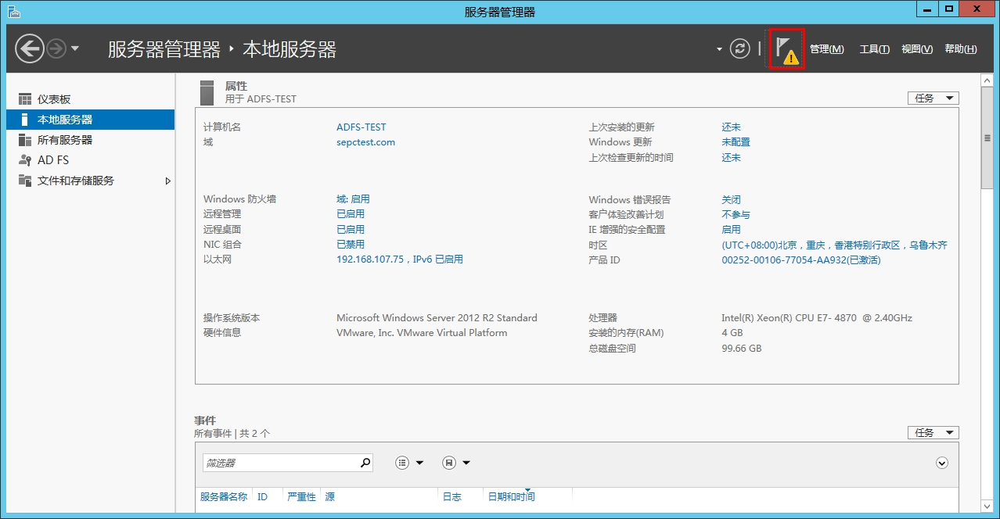 服务器管理器
服务器管理器 ‣ 本地服务器
管理(M) 工具(T) 视图(V) 帮助(H)
仪表板
本地服务器
所有服务器
AD FS
文件和存储服务
属性
用于 ADFS-TEST
任务
计算机名 ADFS-TEST 上次安装的更新 还未
域 sepctest.com Windows 更新 未配置
上次检查更新的时间 还未
Windows 防火墙 域: 启用 Windows 错误报告 关闭
远程管理 已启用 客户体验改善计划 不参与
远程桌面 已启用 IE 增强的安全配置 启用
NIC 组合 已禁用 时区 (UTC+08:00)北京，重庆，香港特别行政区，乌鲁木齐
以太网 192.168.107.75，IPv6 已启用 产品 ID 00252-00106-77054-AA932(已激活)
操作系统版本 Microsoft Windows Server 2012 R2 Standard 处理器 Intel(R) Xeon(R) CPU E7- 4870 @ 2.40GHz
硬件信息 VMware, Inc. VMware Virtual Platform 安装的内存(RAM) 4 GB
总磁盘空间 99.66 GB
事件
所有事件 | 共 2 个
任务
筛选器
服务器名称 ID 严重性 源 日志 日期和时间